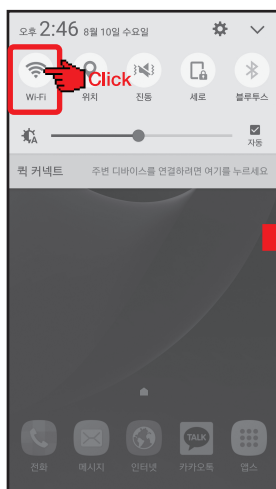 오후 2:46 8월 10일 수요일
Click
Wi-Fi 위치 진동 세로 블루투스
A 자동
퀵 커넥트 주변 디바이스를 연결하려면 여기를 누르세요
TALK
전화 메시지 인터넷 카카오톡 앱스